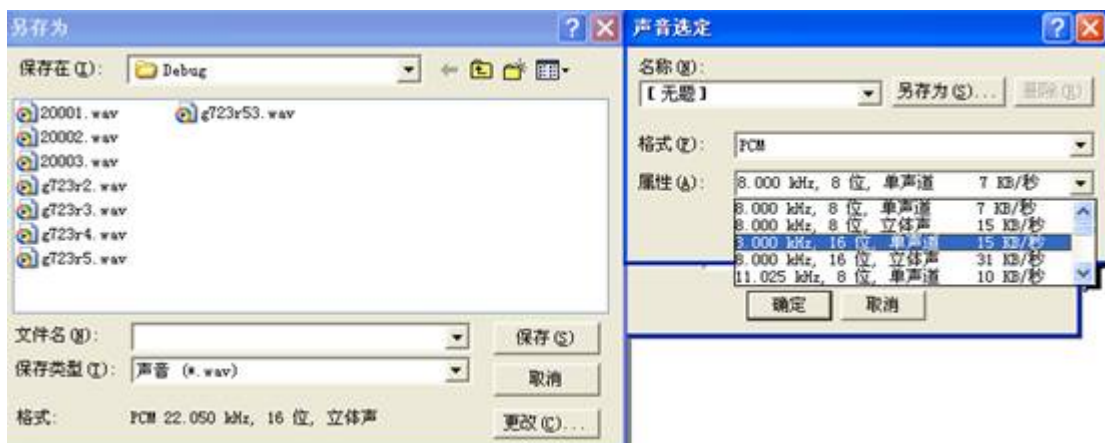 另存为
保存在(I): Debug
20001.wav g723r53.wav
20002.wav
20003.wav
g723r2.wav
g723r3.wav
g723r4.wav
g723r5.wav
文件名(N): 保存(S)
保存类型(T): 声音 (*.wav) 取消
格式: PCM 22.050 kHz, 16 位, 立体声 更改(C)...
声音选定
名称(N):
[无题] 另存为(S)... 删除(R)
格式(F): PCM
属性(A): 8.000 kHz, 8 位, 单声道 7 KB/秒
8.000 kHz, 8 位, 单声道 7 KB/秒
8.000 kHz, 8 位, 立体声 15 KB/秒
8.000 kHz, 16 位, 单声道 15 KB/秒
8.000 kHz, 16 位, 立体声 31 KB/秒
11.025 kHz, 8 位, 单声道 10 KB/秒
确定 取消